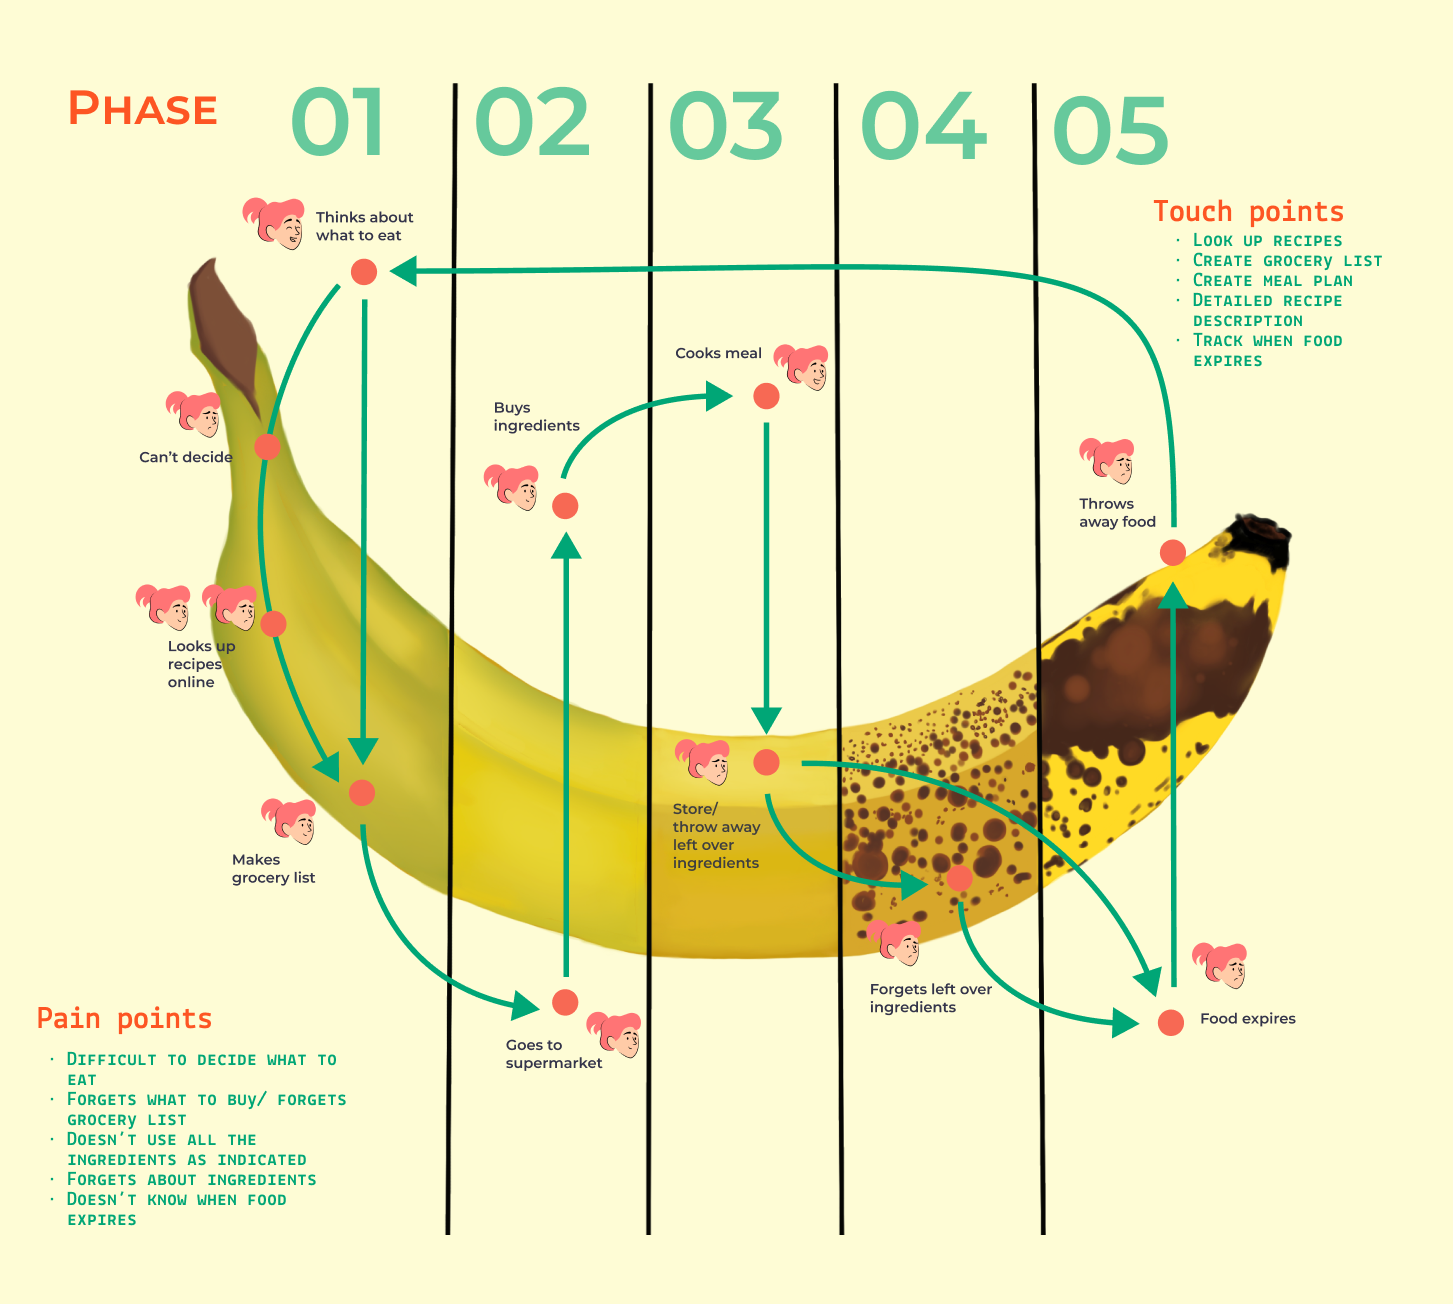 PHASE
01
02
03
04
05
Thinks about
what to eat
Can't decide
Looks up
recipes
online
Makes
grocery list
Goes to
supermarket
Buys
ingredients
Cooks meal
Store/
throw away
left over
ingredients
Forgets left over
ingredients
Food expires
Throws
away food
Touch points
· LOOK UP RECIPES
· CREATE GROCERY LIST
· CREATE MEAL PLAN
· DETAILED RECIPE
DESCRIPTION
· TRACK WHEN FOOD
EXPIRES
Pain points
· DIFFICULT TO DECIDE WHAT TO
EAT
· FORGETS WHAT TO BUY/ FORGETS
GROCERY LIST
· DOESN'T USE ALL THE
INGREDIENTS AS INDICATED
· FORGETS ABOUT INGREDIENTS
· DOESN'T KNOW WHEN FOOD
EXPIRES